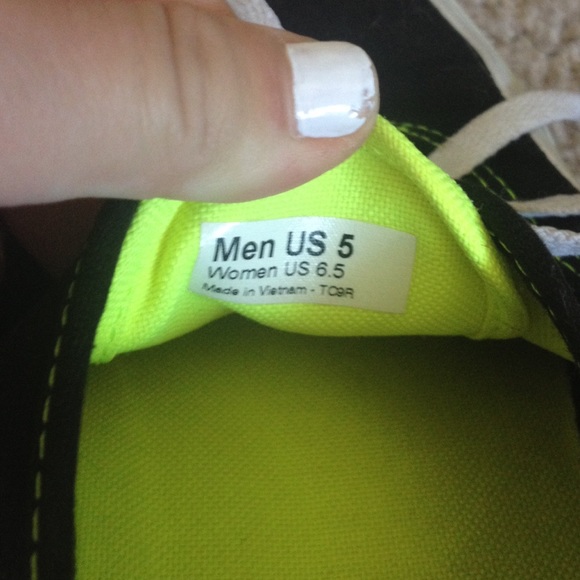 Men US 5
Women US 6.5
Made in Vietnam - TC9R